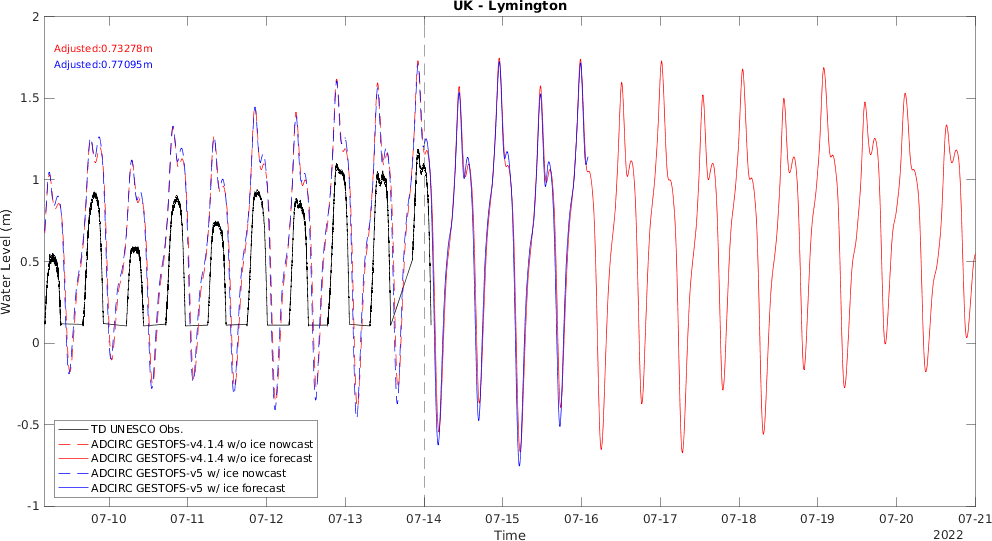 UK - Lymington
Adjusted:0.73278m
Adjusted:0.77095m
Water Level (m)
2
1.5
1
0.5
0
-0.5
-1
TD UNESCO Obs.
ADCIRC GESTOFS-v4.1.4 w/o ice nowcast
ADCIRC GESTOFS-v4.1.4 w/o ice forecast
ADCIRC GESTOFS-v5 w/ ice nowcast
ADCIRC GESTOFS-v5 w/ ice forecast
07-10 07-11 07-12 07-13 07-14 07-15 07-16 07-17 07-18 07-19 07-20 07-21
Time
2022